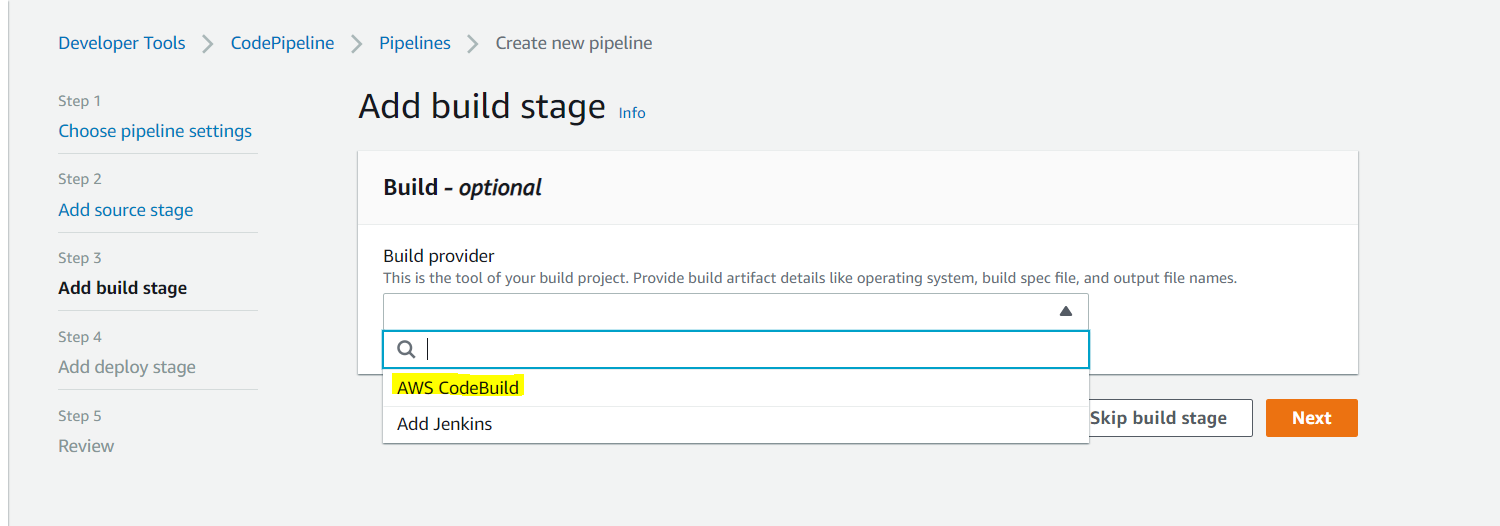 Developer Tools > CodePipeline > Pipelines > Create new pipeline
Step 1
Choose pipeline settings
Step 2
Add source stage
Step 3
Add build stage
Step 4
Add deploy stage
Step 5
Review
Add build stage Info
Build - optional
Build provider
This is the tool of your build project. Provide build artifact details like operating system, build spec file, and output file names.
AWS CodeBuild
Add Jenkins
Skip build stage
Next